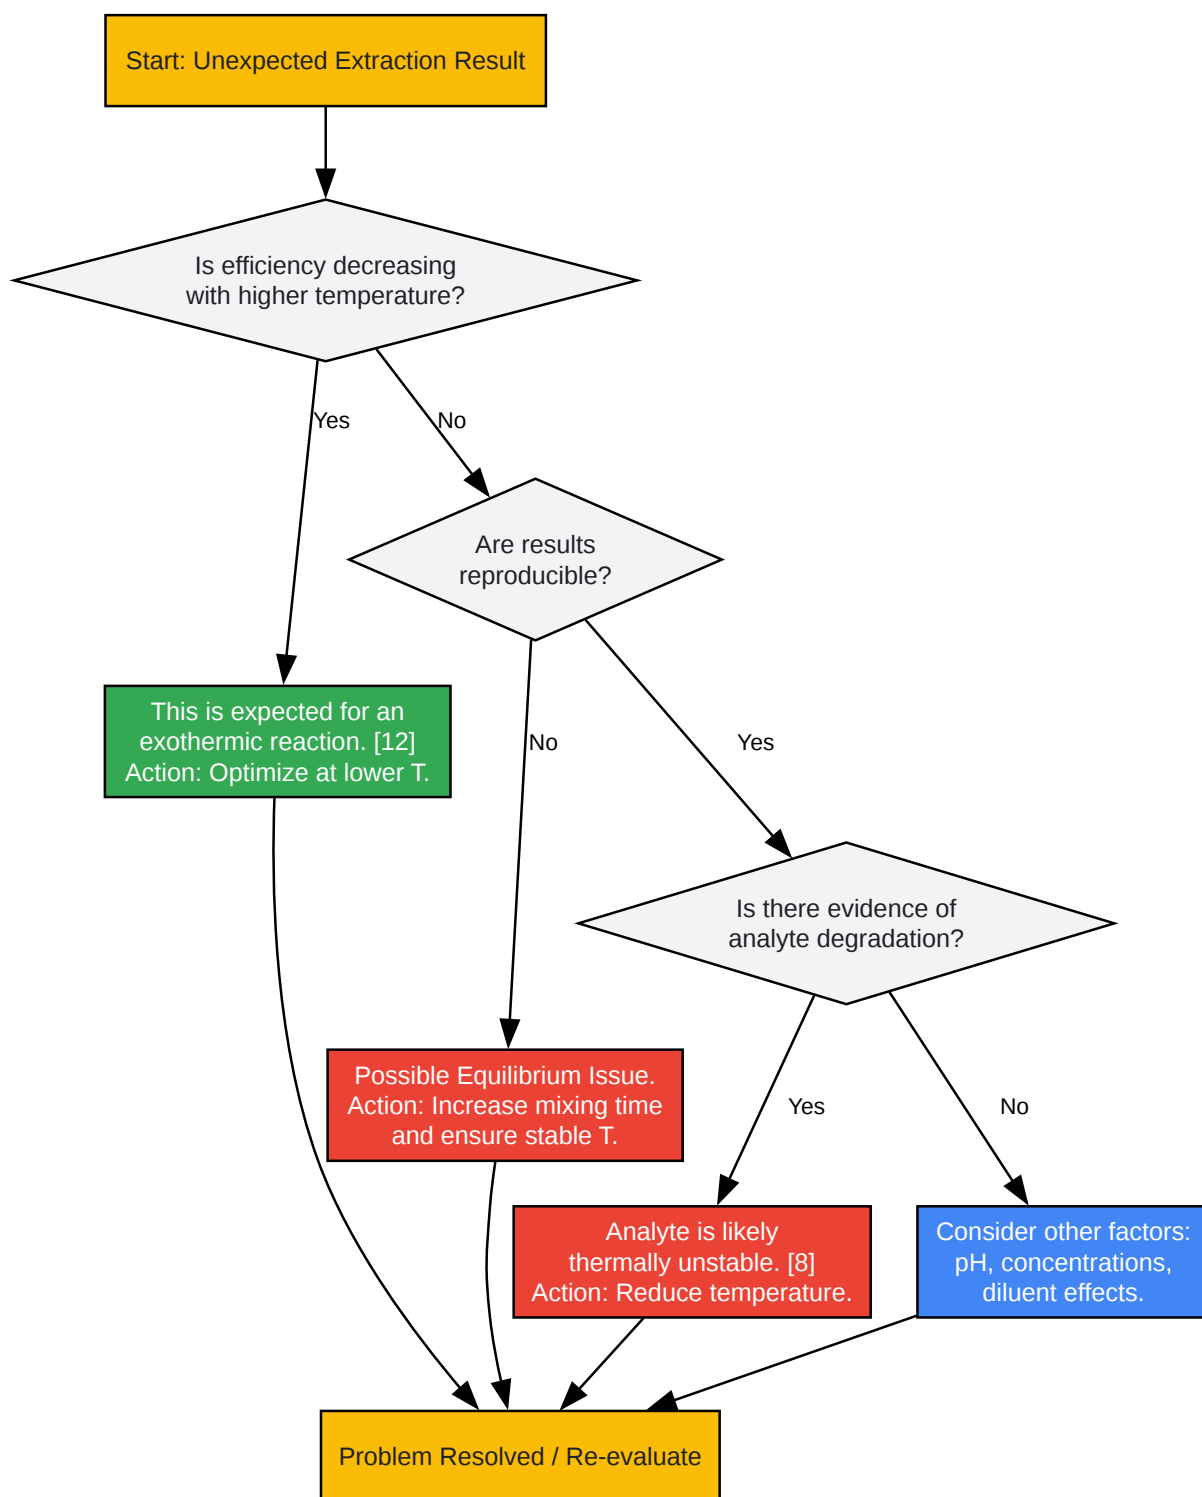 Start: Unexpected Extraction Result
Is efficiency decreasing
with higher temperature?
Yes
No
Are results
reproducible?
This is expected for an
exothermic reaction. [12]
Action: Optimize at lower T.
No
Yes
Is there evidence of
analyte degradation?
Possible Equilibrium Issue.
Action: Increase mixing time
and ensure stable T.
Yes
No
Analyte is likely
thermally unstable. [8]
Action: Reduce temperature.
Consider other factors:
pH, concentrations,
diluent effects.
Problem Resolved / Re-evaluate